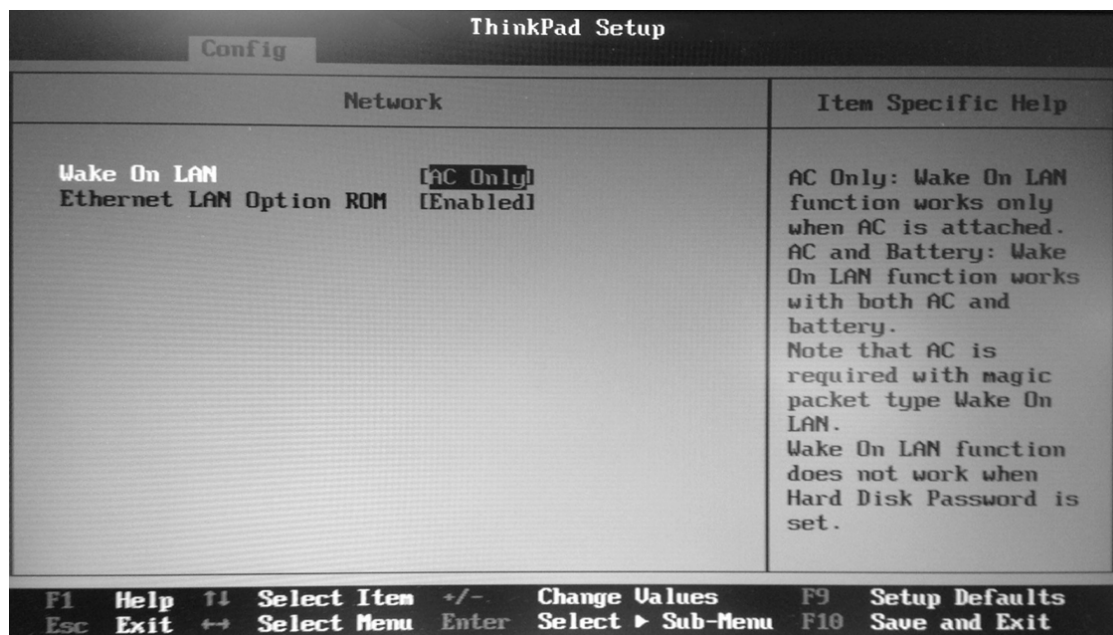 ThinkPad Setup
Config
Network
Item Specific Help
Wake On LAN [AC Only]
Ethernet LAN Option ROM [Enabled]
AC Only: Wake On LAN
function works only
when AC is attached.
AC and Battery: Wake
On LAN function works
with both AC and
battery.
Note that AC is
required with magic
packet type Wake On
LAN.
Wake On LAN function
does not work when
Hard Disk Password is
set.
F1 Help ↑↓ Select Item +/- Change Values F9 Setup Defaults
Esc Exit ↔ Select Menu Enter Select ▶ Sub-Menu F10 Save and Exit